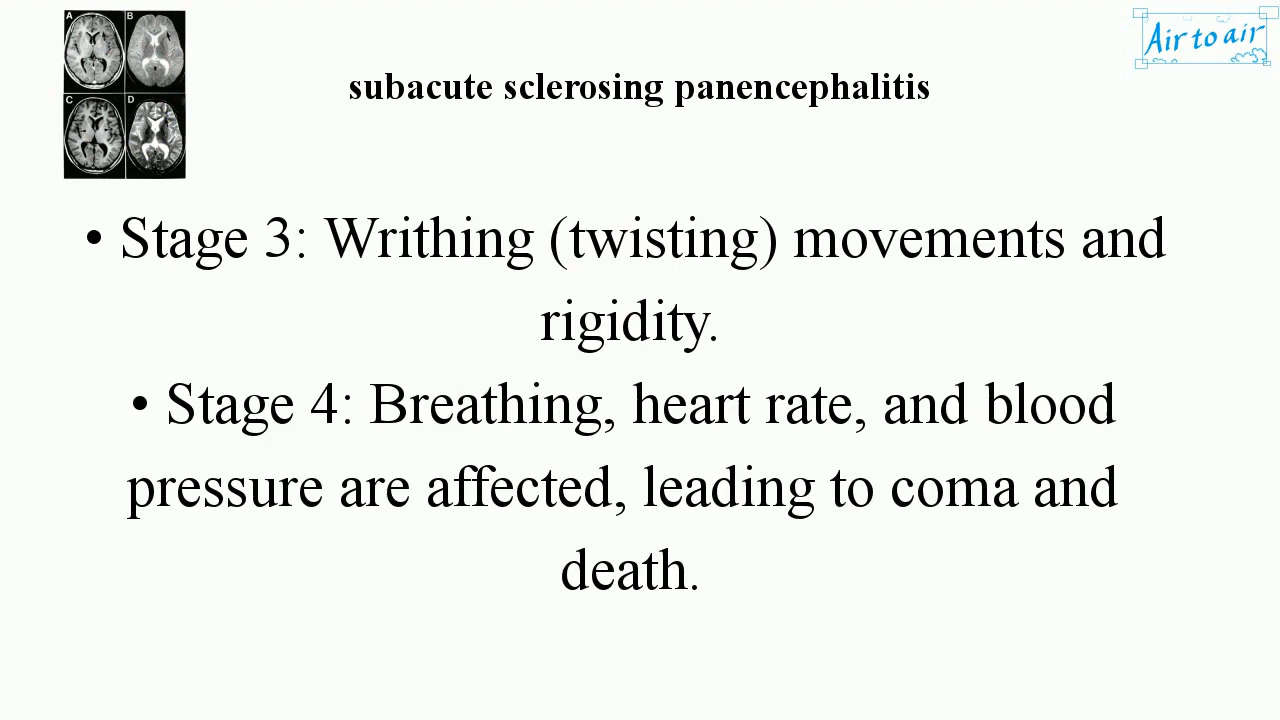 A B
C D
Air to air
subacute sclerosing panencephalitis
• Stage 3: Writhing (twisting) movements and
rigidity.
• Stage 4: Breathing, heart rate, and blood
pressure are affected, leading to coma and
death.